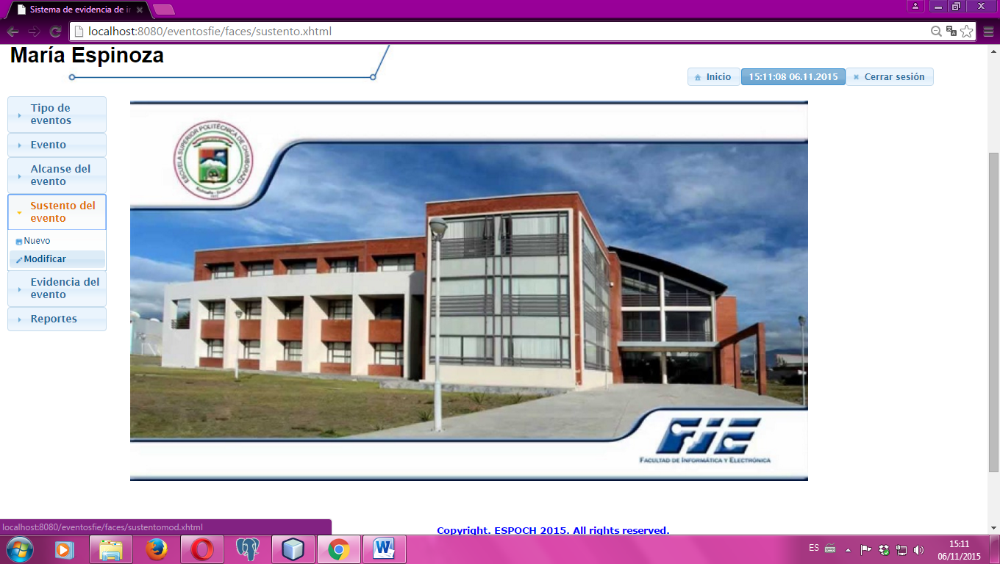 Sistema de evidencia de i
localhost:8080/eventosfie/faces/sustento.xhtml
María Espinoza
Inicio
15:11:08 06.11.2015
Cerrar sesión
Tipo de
eventos
Evento
Alcanse del
evento
Sustento del
evento
Nuevo
Modificar
Evidencia del
evento
Reportes
ESCUELA SUPERIOR POLITÉCNICA DE CHIMBORAZO
FIE
FACULTAD DE INFORMÁTICA Y ELECTRÓNICA
localhost:8080/eventosfie/faces/sustentomod.xhtml
Copyright. ESPOCH 2015. All rights reserved.
ES
15:11
06/11/2015